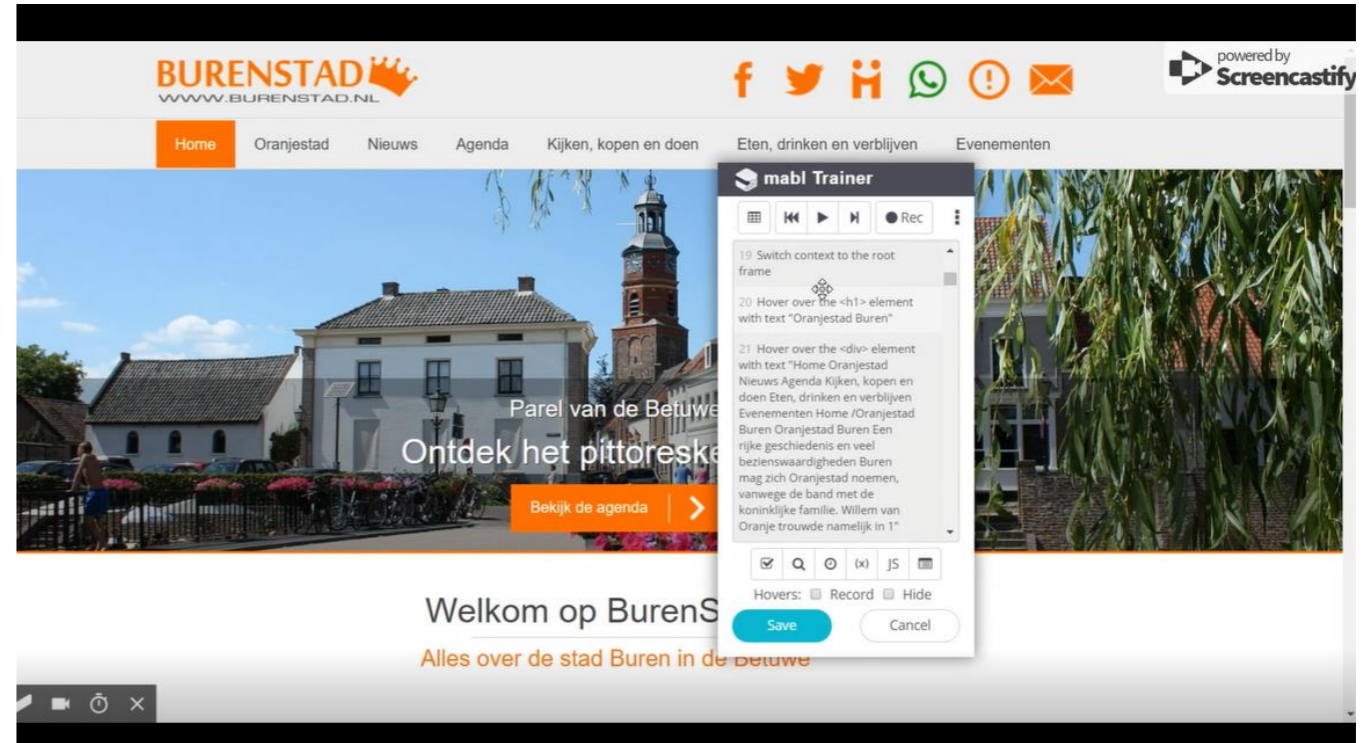 BURENSTAD
WWW.BURENSTAD.NL
powered by
Screencastify
Home Oranjestad Nieuws Agenda Kijken, kopen en doen Eten, drinken en verblijven Evenementen
mabl Trainer
Rec
19 Switch context to the root
frame
20 Hover over the <h1> element
with text "Oranjestad Buren"
21 Hover over the <div> element
with text "Home Oranjestad
Nieuws Agenda Kijken, kopen en
doen Eten, drinken en verblijven
Evenementen Home /Oranjestad
Buren Oranjestad Buren Een
rijke geschiedenis en veel
bezienswaardigheden Buren
mag zich Oranjestad noemen,
vanwege de band met de
koninklijke familie. Willem van
Oranje trouwde namelijk in 1"
(x) JS
Hovers: Record Hide
Save Cancel
Parel van de Betuwe
Ontdek het pittoreske
Bekijk de agenda
Welkom op BurenS
Alles over de stad Buren in de Betuwe